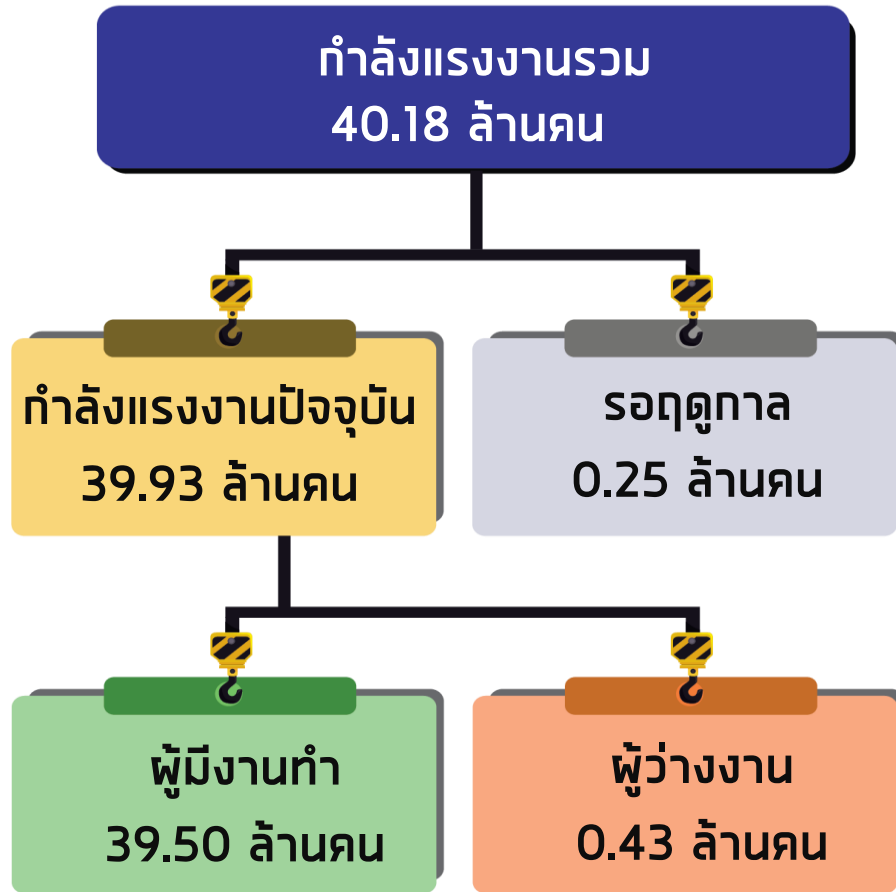 กำลังแรงงานรวม
40.18 ล้านคน
กำลังแรงงานปัจจุบัน
39.93 ล้านคน
รอฤดูกาล
0.25 ล้านคน
ผู้มีงานทำ
39.50 ล้านคน
ผู้ว่างงาน
0.43 ล้านคน